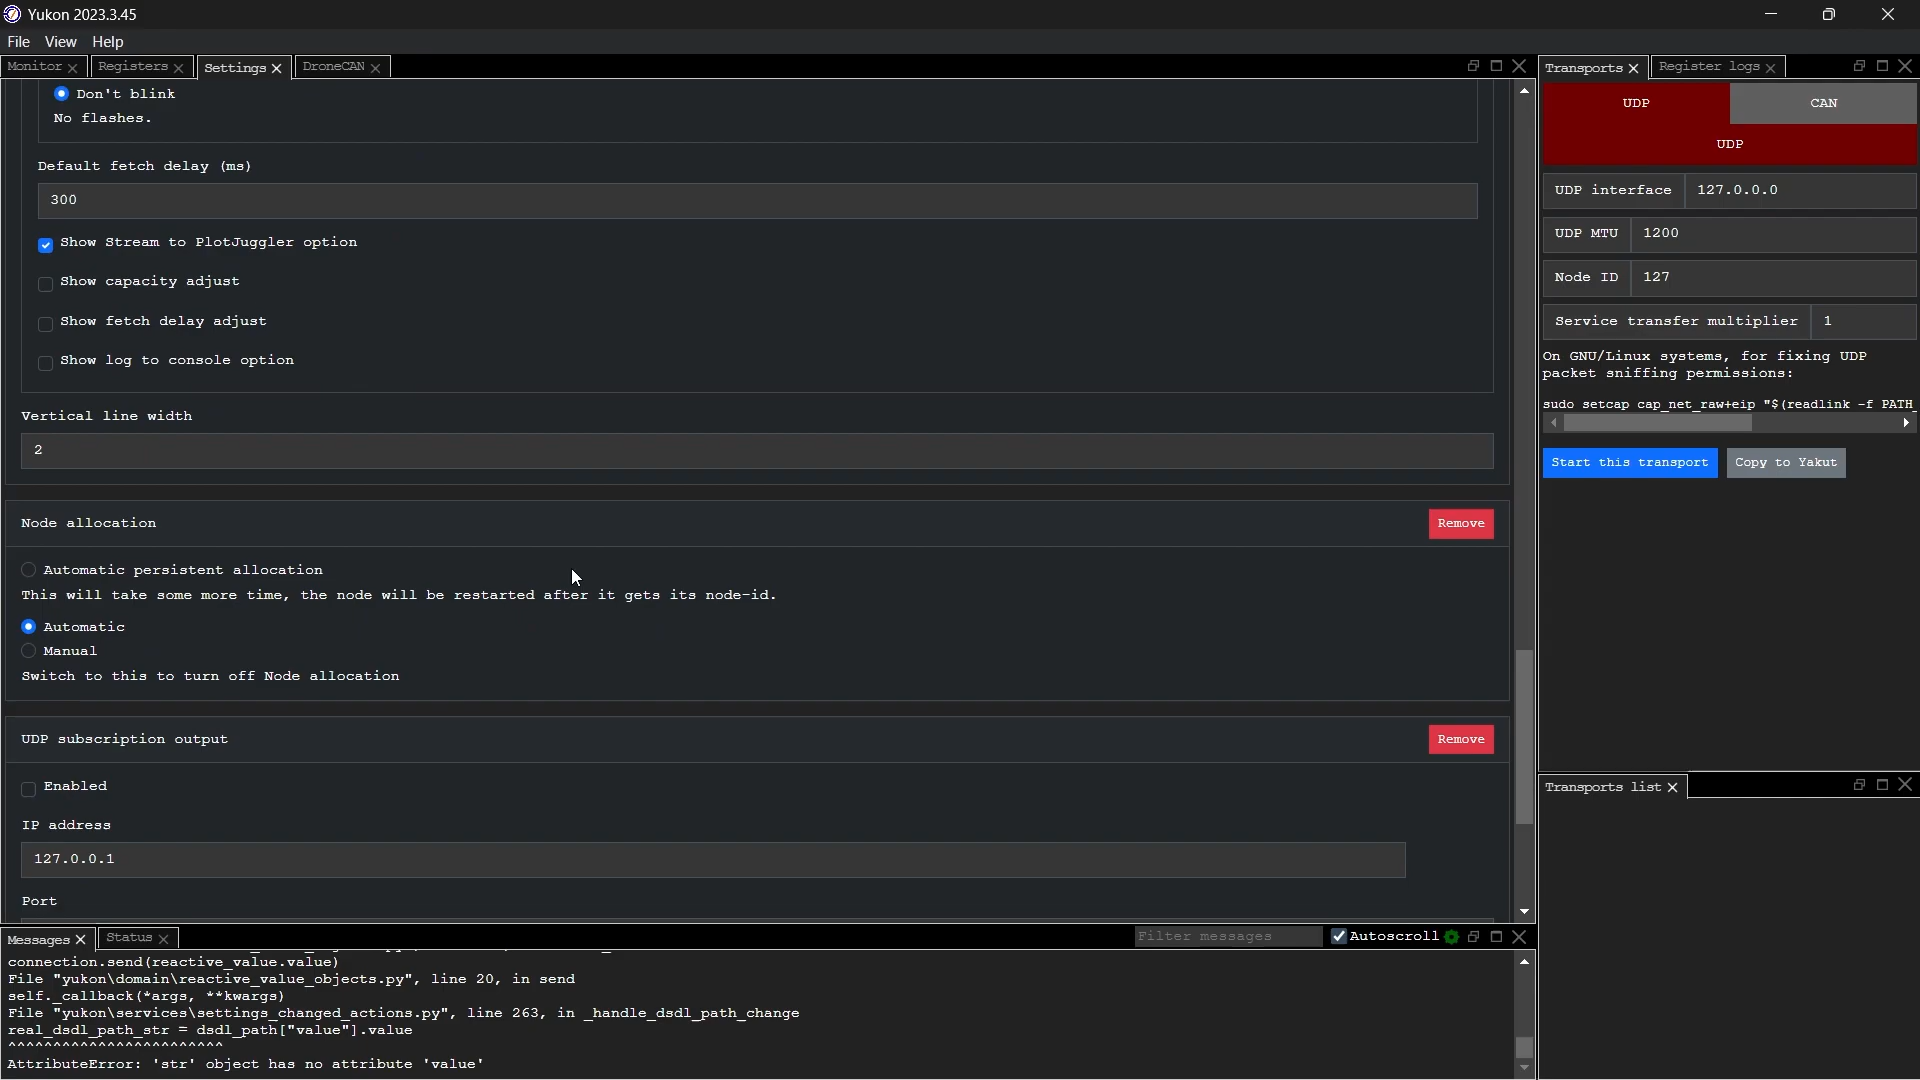 Yukon 2023.3.45
File View Help
Monitor Registers Settings DroneCAN
Don't blink
No flashes.
Default fetch delay (ms)
300
Show Stream to PlotJuggler option
Show capacity adjust
Show fetch delay adjust
Show log to console option
Vertical line width
2
Node allocation
Remove
Automatic persistent allocation
This will take some more time, the node will be restarted after it gets its node-id.
Automatic
Manual
Switch to this to turn off Node allocation
UDP subscription output
Remove
Enabled
IP address
127.0.0.1
Port
Transports Register logs
UDP CAN
UDP
UDP interface 127.0.0.0
UDP MTU 1200
Node ID 127
Service transfer multiplier 1
On GNU/Linux systems, for fixing UDP
packet sniffing permissions:
sudo setcap cap_net_raw+eip "$(readlink -f PATH_
Start this transport Copy to Yakut
Transports list
Messages Status Filter messages Autoscroll
connection.send(reactive_value.value)
File "yukon\domain\reactive_value_objects.py", line 20, in send
self._callback(*args, **kwargs)
File "yukon\services\settings_changed_actions.py", line 263, in _handle_dsdl_path_change
real_dsdl_path_str = dsdl_path["value"].value
^^^^^^^^^^^^^^^^^^^^^^^^
AttributeError: 'str' object has no attribute 'value'